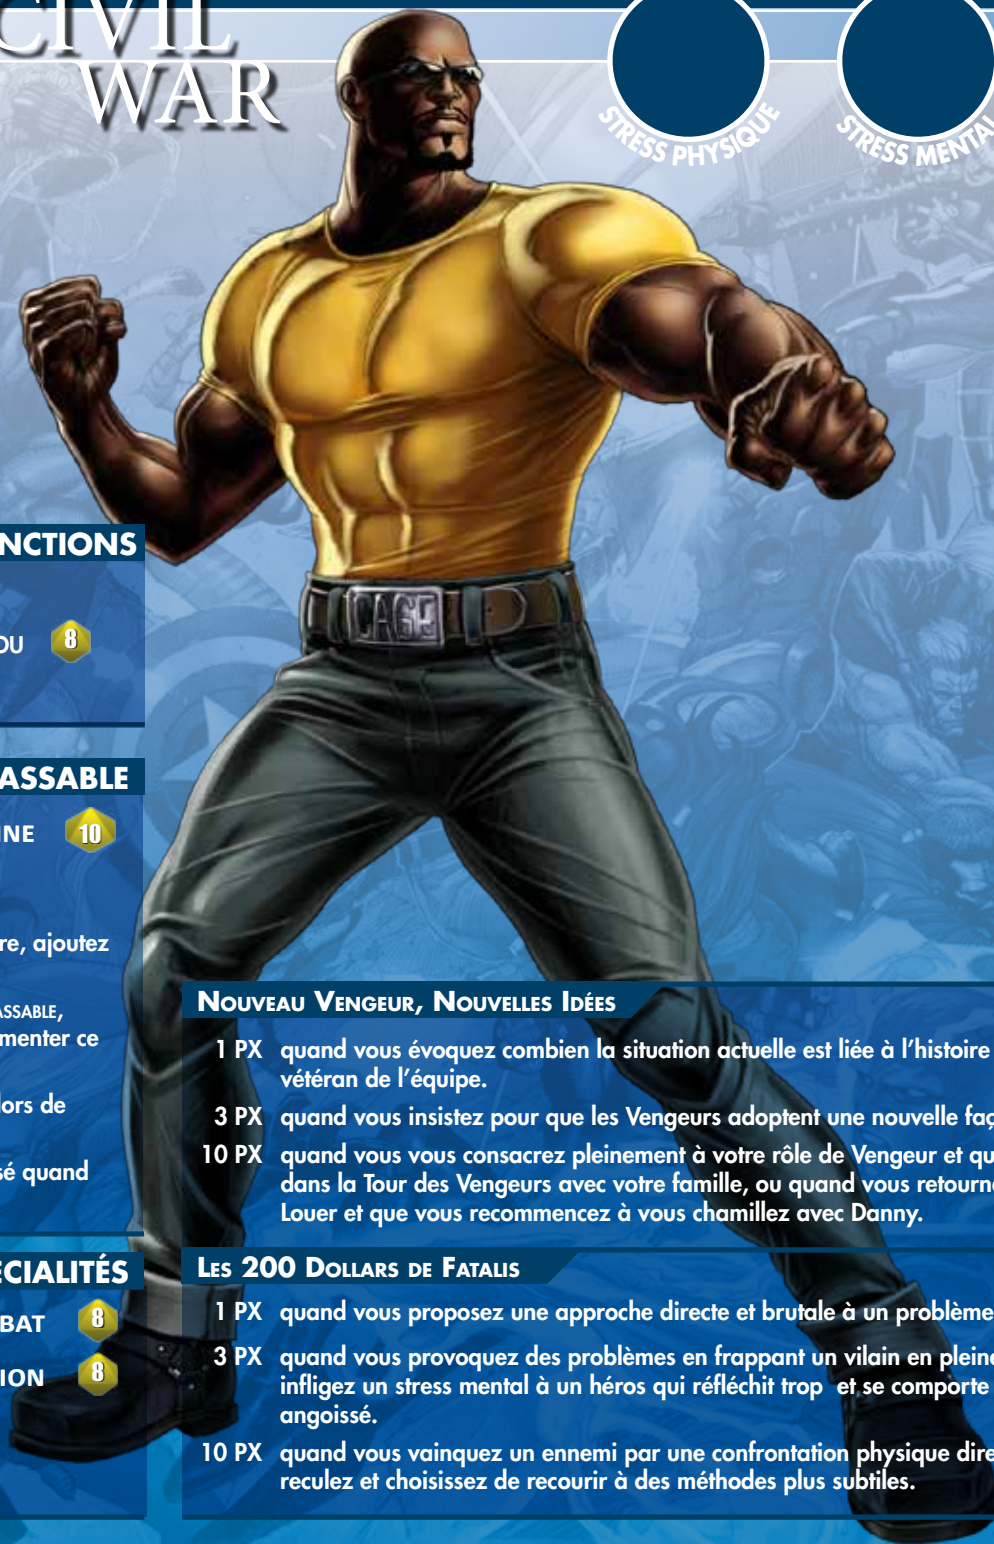 CIVIL
WAR
STRESS PHYSIQUE
STRESS MENTAL
NCTIONS
OU 8
ASSABLE
INE 10
re, ajoutez
ASSABLE,
menter ce
lors de
sé quand
ÉCIALITÉS
BAT 8
ION 8
CAGE
NOUVEAU VENGEUR, NOUVELLES IDÉES
1 PX quand vous évoquez combien la situation actuelle est liée à l'histoire
vétéran de l'équipe.
3 PX quand vous insistez pour que les Vengeurs adoptent une nouvelle faç
10 PX quand vous vous consacrez pleinement à votre rôle de Vengeur et qu
dans la Tour des Vengeurs avec votre famille, ou quand vous retourne
Louer et que vous recommencez à vous chamillez avec Danny.
LES 200 DOLLARS DE FATALIS
1 PX quand vous proposez une approche directe et brutale à un problème
3 PX quand vous provoquez des problèmes en frappant un vilain en pleine
infligez un stress mental à un héros qui réfléchit trop et se comporte
angoissé.
10 PX quand vous vainquez un ennemi par une confrontation physique dire
reculez et choisissez de recourir à des méthodes plus subtiles.